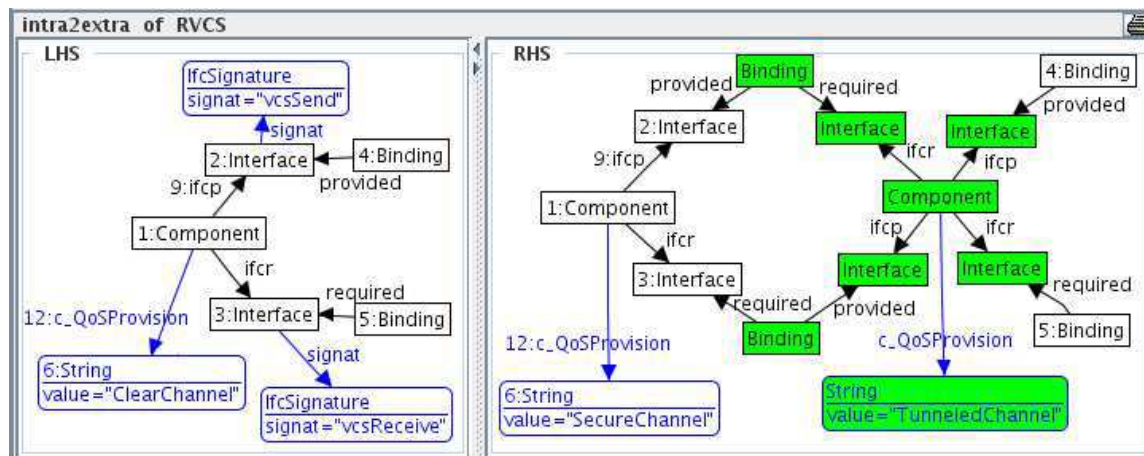 intra2extra of RVCS
LHS
IfcSignature
signat="vcsSend"
signat
2:Interface
4:Binding
provided
9:ifcp
1:Component
ifcr
required
3:Interface
5:Binding
12:c_QoSProvision
signat
6:String
value="ClearChannel"
IfcSignature
signat="vcsReceive"
RHS
Binding
4:Binding
provided
required
provided
2:Interface
Interface
Interface
9:ifcp
ifcr
ifcp
Component
1:Component
ifcr
ifcp
ifcr
3:Interface
Interface
Interface
required
provided
required
Binding
5:Binding
12:c_QoSProvision
c_QoSProvision
6:String
value="SecureChannel"
String
value="TunneledChannel"